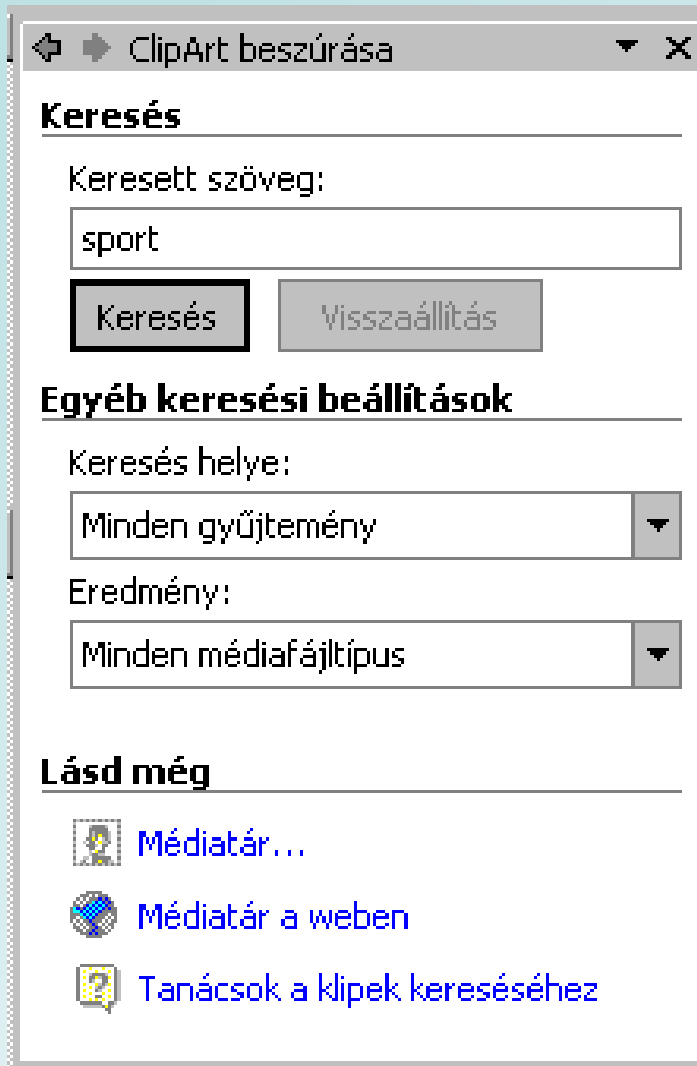 ClipArt beszúrása
Keresés
Keresett szöveg:
sport
Keresés Visszaállítás
Egyéb keresési beállítások
Keresés helye:
Minden gyűjtemény
Eredmény:
Minden médiafájltípus
Lásd még
Médiatár...
Médiatár a weben
Tanácsok a klipek kereséséhez